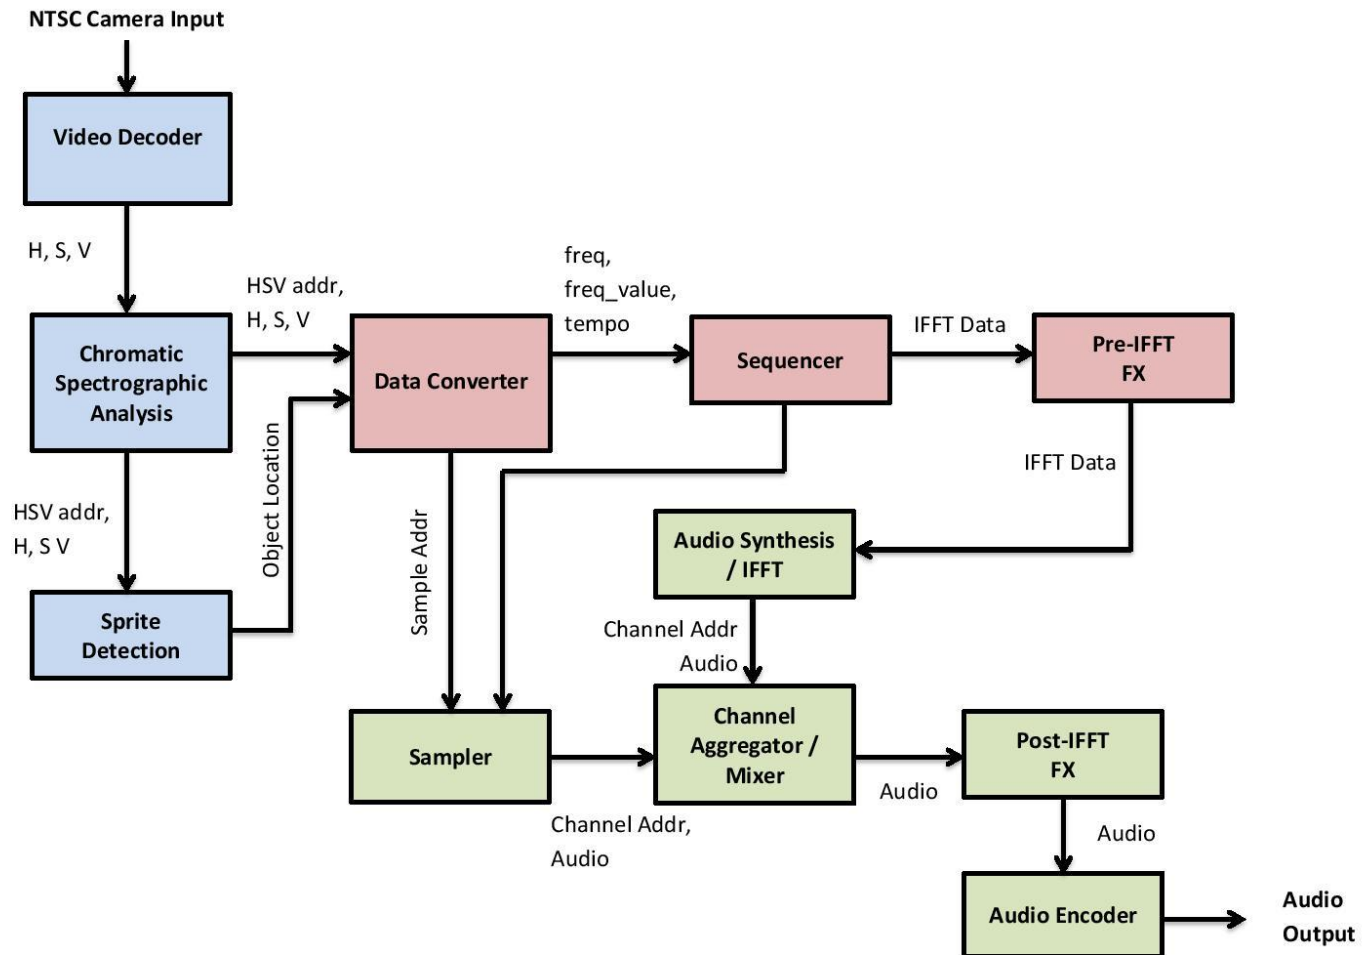 NTSC Camera Input
Video Decoder
H, S, V
HSV addr,
H, S, V
freq,
freq_value,
tempo
IFFT Data
Chromatic
Spectrographic
Analysis
Data Converter
Sequencer
Pre-IFFT
FX
Object Location
IFFT Data
HSV addr,
H, S V
Sample Addr
Audio Synthesis
/ IFFT
Sprite
Detection
Channel Addr
Audio
Sampler
Channel
Aggregator /
Mixer
Post-IFFT
FX
Audio
Channel Addr,
Audio
Audio
Audio Encoder
Audio
Output